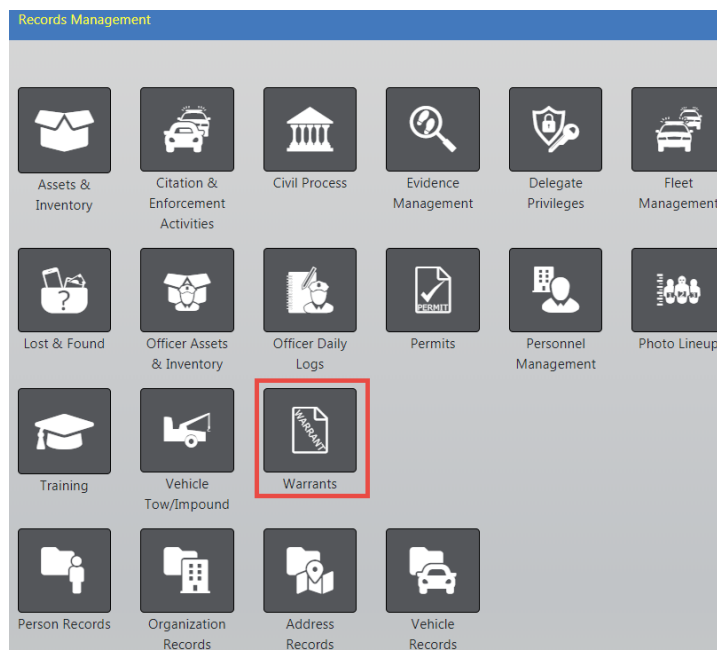 Records Management
Assets &
Inventory
Citation &
Enforcement
Activities
Civil Process
Evidence
Management
Delegate
Privileges
Fleet
Management
?
PERMIT
Lost & Found
Officer Assets
& Inventory
Officer Daily
Logs
Permits
Personnel
Management
Photo Lineup
WARRANT
Training
Vehicle
Tow/Impound
Warrants
Person Records
Organization
Records
Address
Records
Vehicle
Records